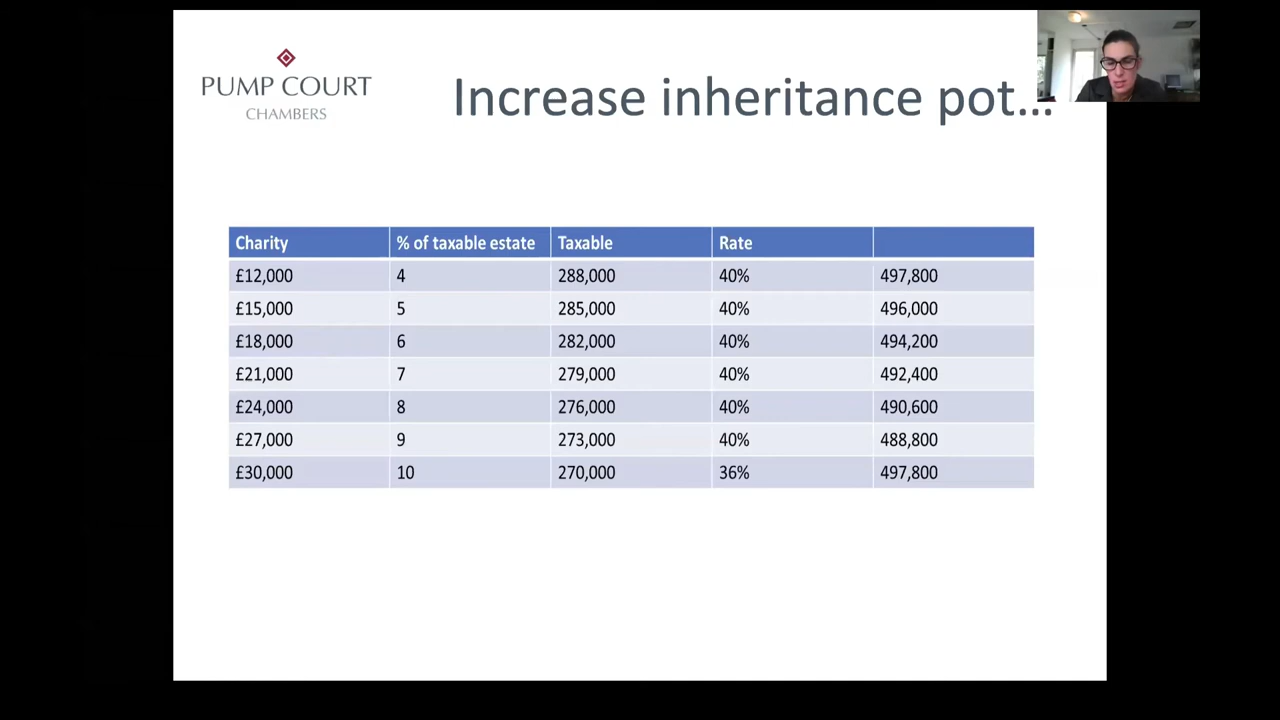 PUMP COURT
CHAMBERS
Increase inheritance pot...
Charity % of taxable estate Taxable Rate
£12,000 4 288,000 40% 497,800
£15,000 5 285,000 40% 496,000
£18,000 6 282,000 40% 494,200
£21,000 7 279,000 40% 492,400
£24,000 8 276,000 40% 490,600
£27,000 9 273,000 40% 488,800
£30,000 10 270,000 36% 497,800